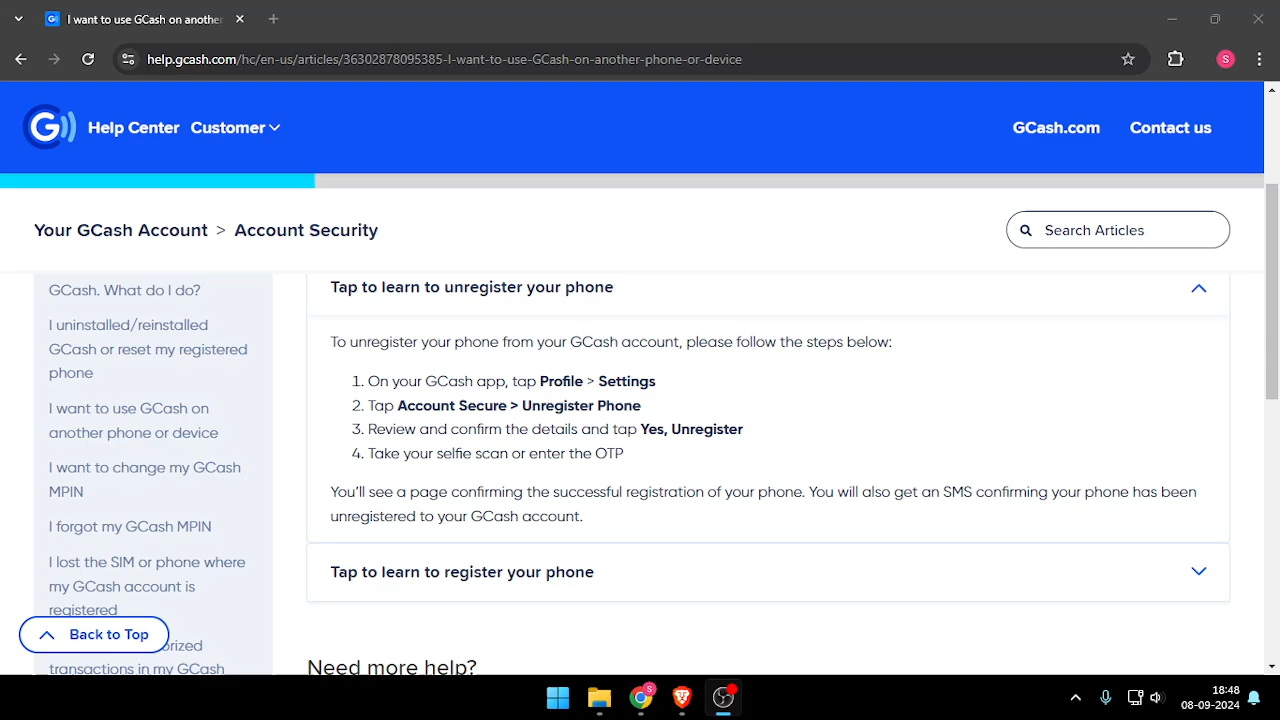 I want to use GCash on another
help.gcash.com/hc/en-us/articles/36302878095385-I-want-to-use-GCash-on-another-phone-or-device
S
G
Help Center
Customer
GCash.com
Contact us
Your GCash Account > Account Security
Search Articles
GCash. What do I do?
I uninstalled/reinstalled
GCash or reset my registered
phone
I want to use GCash on
another phone or device
I want to change my GCash
MPIN
I forgot my GCash MPIN
I lost the SIM or phone where
my GCash account is
registered
transactions in my GCash
Back to Top
Tap to learn to unregister your phone
To unregister your phone from your GCash account, please follow the steps below:
1. On your GCash app, tap Profile > Settings
2. Tap Account Secure > Unregister Phone
3. Review and confirm the details and tap Yes, Unregister
4. Take your selfie scan or enter the OTP
You'll see a page confirming the successful registration of your phone. You will also get an SMS confirming your phone has been
unregistered to your GCash account.
Tap to learn to register your phone
Need more help?
S
18:48
08-09-2024